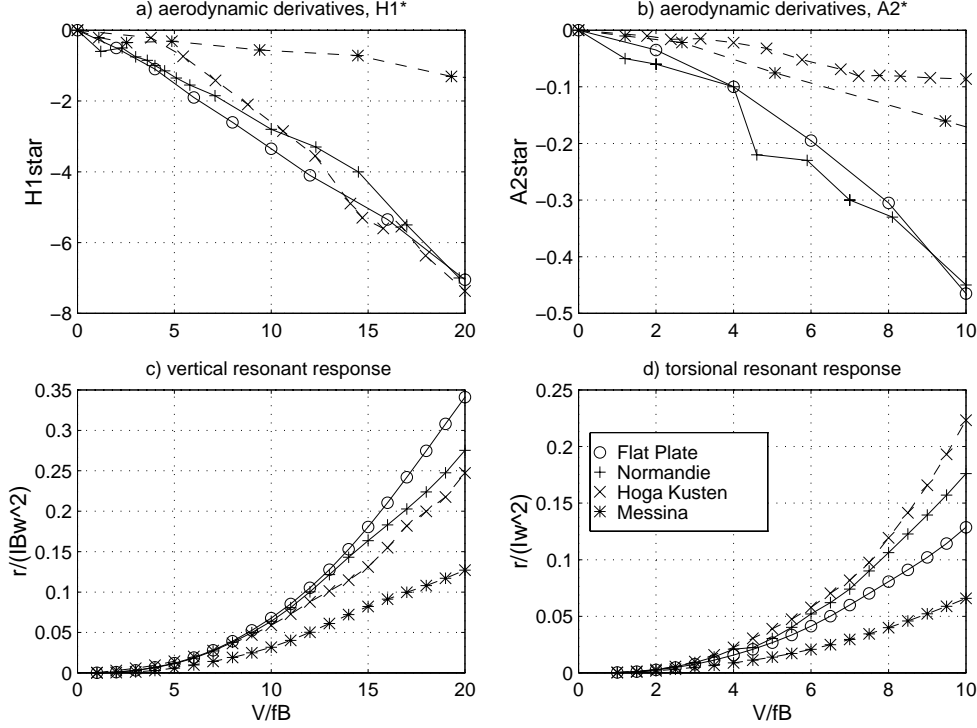 a) aerodynamic derivatives, H1*
0
−2
−4
−6
−8
H1star
0 5 10 15 20
b) aerodynamic derivatives, A2*
0
−0.1
−0.2
−0.3
−0.4
−0.5
A2star
0 2 4 6 8 10
c) vertical resonant response
0.35
0.3
0.25
0.2
0.15
0.1
0.05
0
r/(IBw^2)
0 5 10 15 20
V/fB
d) torsional resonant response
0.25
0.2
0.15
0.1
0.05
0
r/(Iw^2)
Flat Plate
Normandie
Hoga Kusten
Messina
0 2 4 6 8 10
V/fB